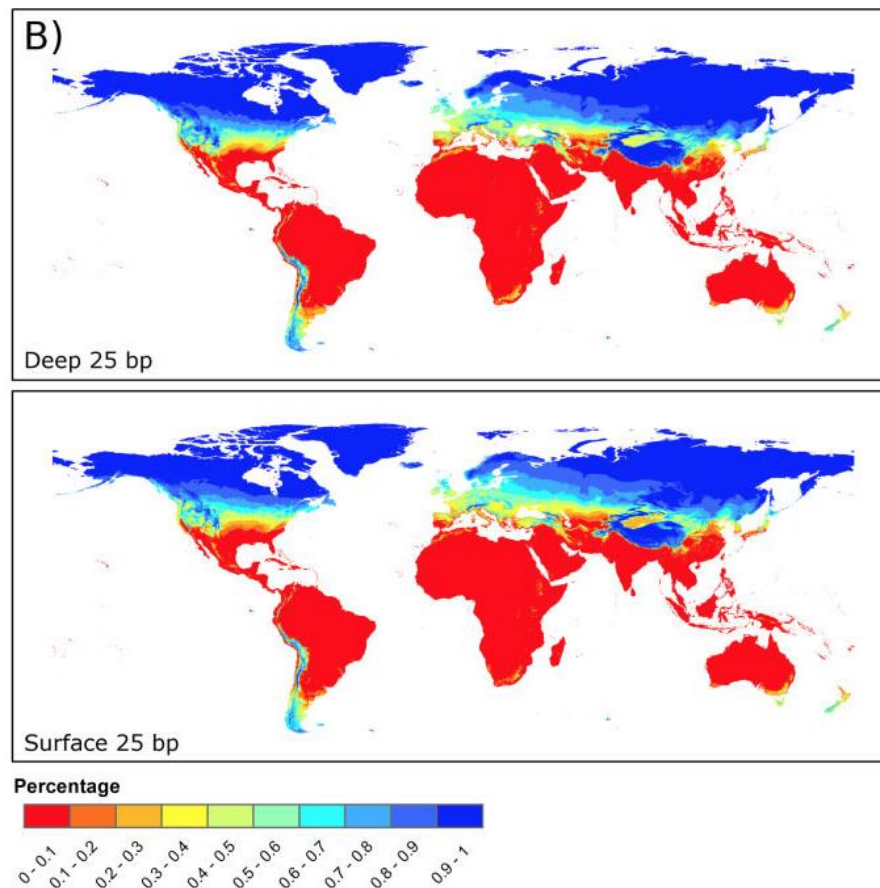 B)
Deep 25 bp
Surface 25 bp
Percentage
0 - 0.1
0.1 - 0.2
0.2 - 0.3
0.3 - 0.4
0.4 - 0.5
0.5 - 0.6
0.6 - 0.7
0.7 - 0.8
0.8 - 0.9
0.9 - 1